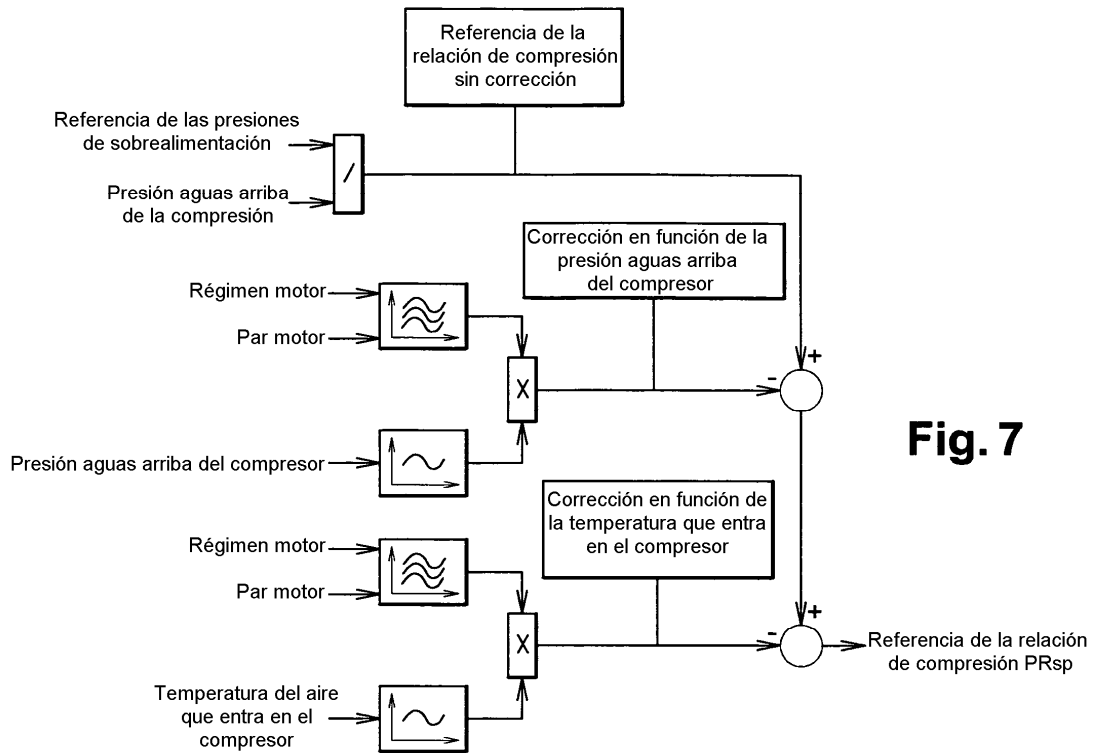 Referencia de la
relación de compresión
sin corrección
Referencia de las presiones
de sobrealimentación
/
Presión aguas arriba
de la compresión
Corrección en función de la
presión aguas arriba
del compresor
Régimen motor
Par motor
X
+
-
Fig. 7
Presión aguas arriba del compresor
Corrección en función de
la temperatura que entra
en el compresor
Régimen motor
Par motor
X
+
-
Referencia de la relación
de compresión PRsp
Temperatura del aire
que entra en el
compresor